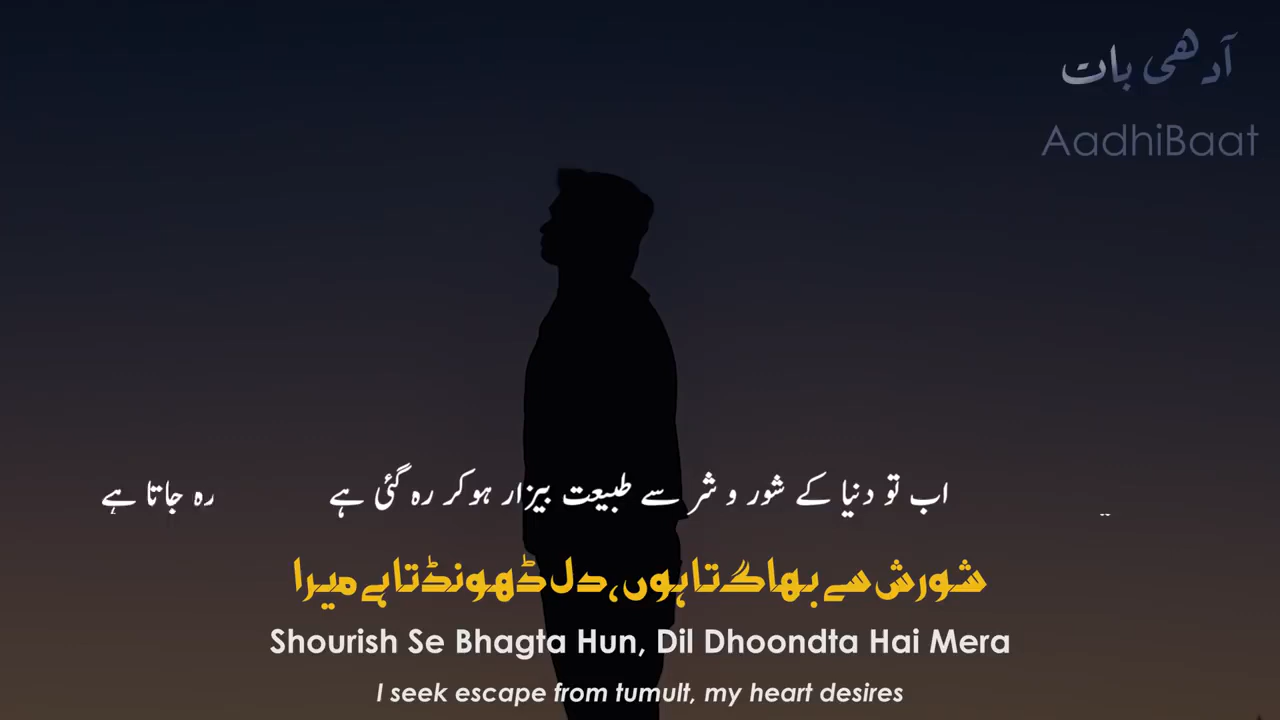 آدھی بات
AadhiBaat
اب تو دنیا کے شور و شر سے طبیعت بیزار ہوکر رہ گئی ہے
رہ جاتا ہے
شورش سے بھاگتا ہوں، دل ڈھونڈتا ہے میرا
Shourish Se Bhagta Hun, Dil Dhoondta Hai Mera
I seek escape from tumult, my heart desires